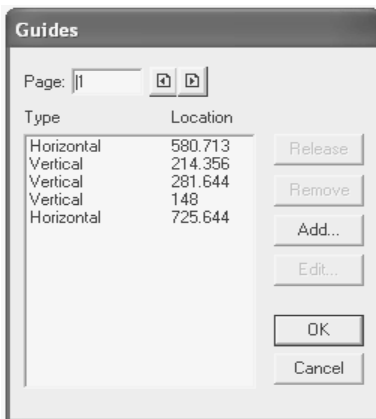 Guides
Page: 1
Type Location
Horizontal 580.713
Vertical 214.356
Vertical 281.644
Vertical 148
Horizontal 725.644
Release
Remove
Add...
Edit...
OK
Cancel